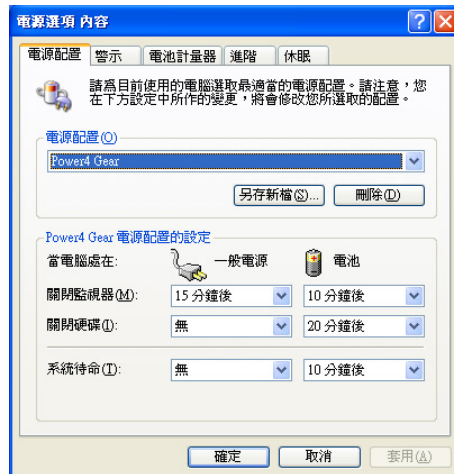 電源選項 內容
電源配置 警示 電池計量器 進階 休眠
請為目前使用的電腦選取最適當的電源配置。請注意，您
在下方設定中所作的變更，將會修改您所選取的配置。
電源配置(O)
Power4 Gear
另存新檔(S)... 刪除(D)
Power4 Gear 電源配置的設定
當電腦處在: 一般電源 電池
關閉監視器(M): 15 分鐘後 10 分鐘後
關閉硬碟(I): 無 20 分鐘後
系統待命(T): 無 10 分鐘後
確定 取消 套用(A)